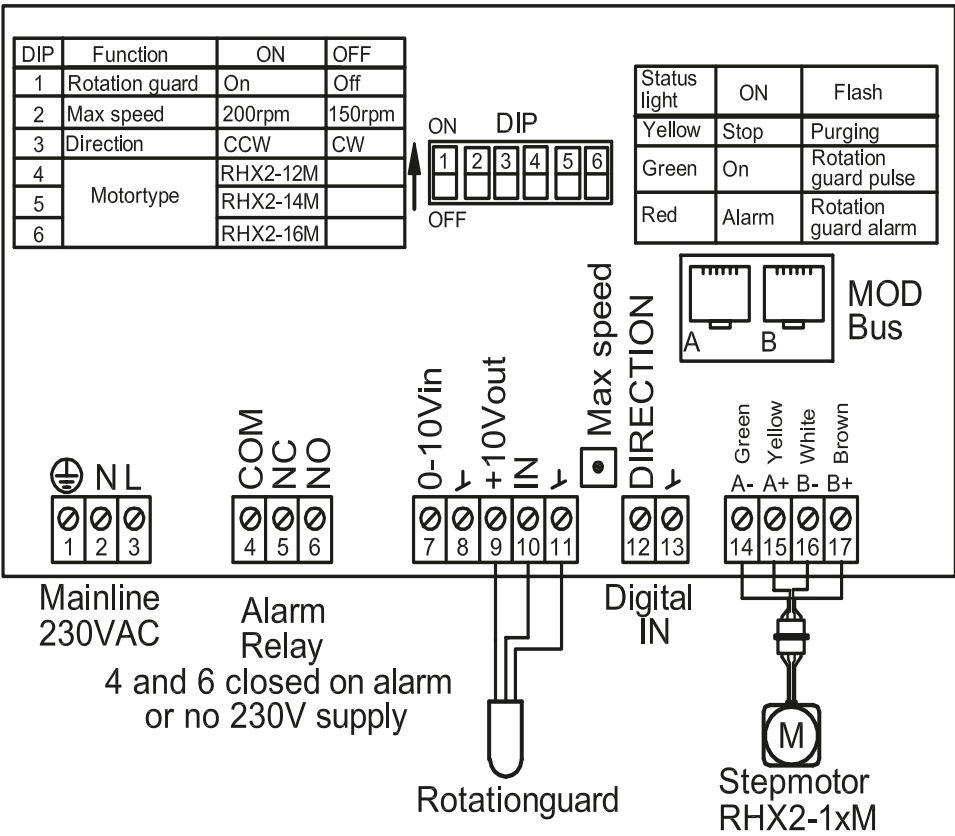 DIP Function ON OFF
1 Rotation guard On Off
2 Max speed 200rpm 150rpm
3 Direction CCW CW
4 RHX2-12M
Motortype
5 RHX2-14M
6 RHX2-16M
ON DIP
1 2 3 4 5 6
OFF
Status light ON Flash
Yellow Stop Purging
Green On Rotation guard pulse
Red Alarm Rotation guard alarm
A B
MOD
Bus
N L
COM
NC
NO
0-10Vin
+10Vout
IN
Max speed
DIRECTION
Green
Yellow
White
Brown
A- A+ B- B+
1 2 3
4 5 6
7 8 9 10 11
12 13
14 15 16 17
Mainline
230VAC
Alarm
Relay
4 and 6 closed on alarm
or no 230V supply
Rotationguard
Digital
IN
M
Stepmotor
RHX2-1xM